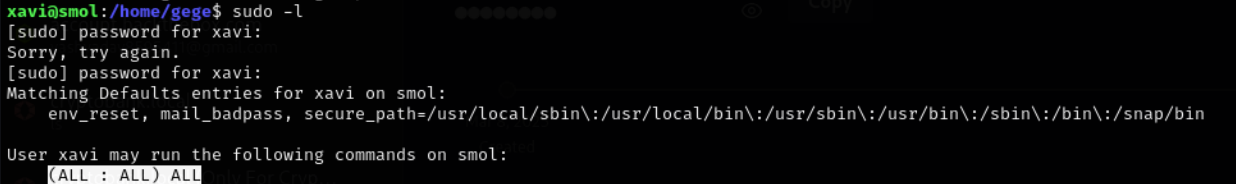 xavi@smol:/home/gege$ sudo -l
[sudo] password for xavi:
Sorry, try again.
[sudo] password for xavi:
Matching Defaults entries for xavi on smol:
    env_reset, mail_badpass, secure_path=/usr/local/sbin\:/usr/local/bin\:/usr/sbin\:/usr/bin\:/sbin\:/bin\:/snap/bin

User xavi may run the following commands on smol:
    (ALL : ALL) ALL
Copy